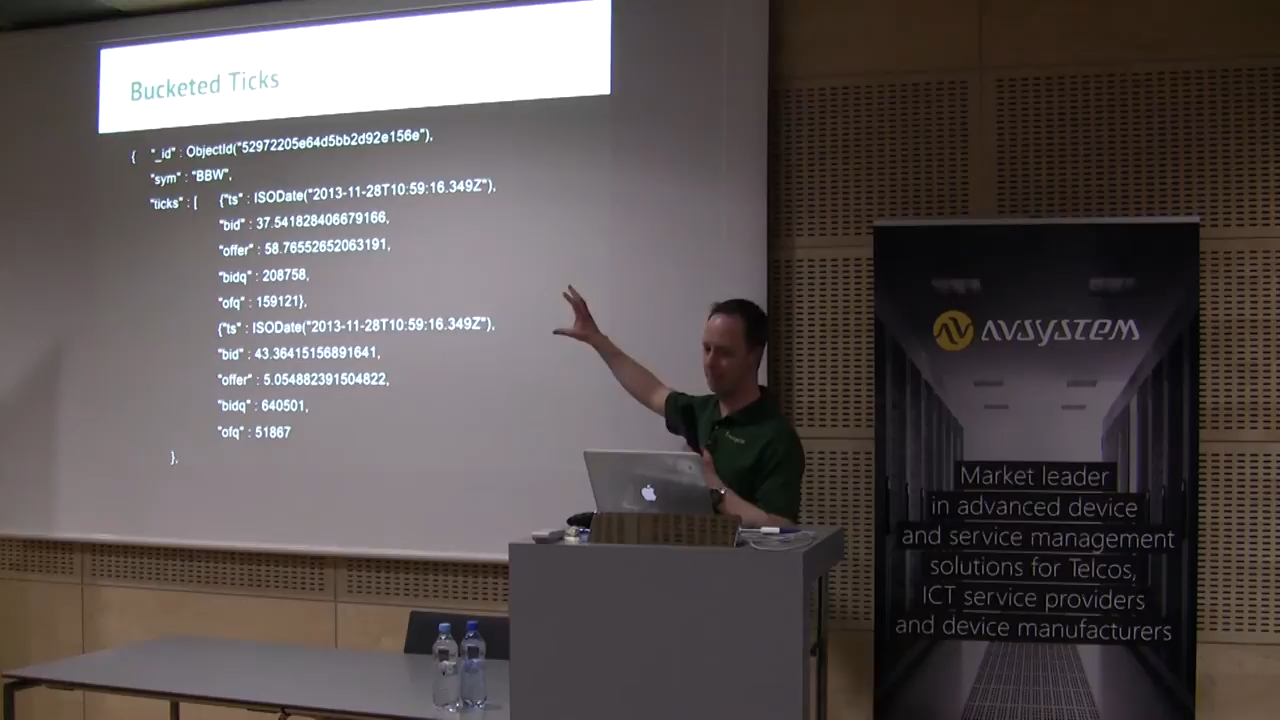 Bucketed Ticks
{ "_id" : ObjectId("52972205e64d5bb2d92e156e"),
"sym" : "BBW",
"ticks" : [ {"ts" : ISODate("2013-11-28T10:59:16.349Z"),
"bid" : 37.541828406679166,
"offer" : 58.76552652063191,
"bidq" : 208758,
"ofq" : 159121},
{"ts" : ISODate("2013-11-28T10:59:16.349Z"),
"bid" : 43.36415156891641,
"offer" : 5.054882391504822,
"bidq" : 640501,
"ofq" : 51867
},
AVSYSTEM
Market leader
in advanced device
and service management
solutions for Telcos,
ICT service providers
and device manufacturers